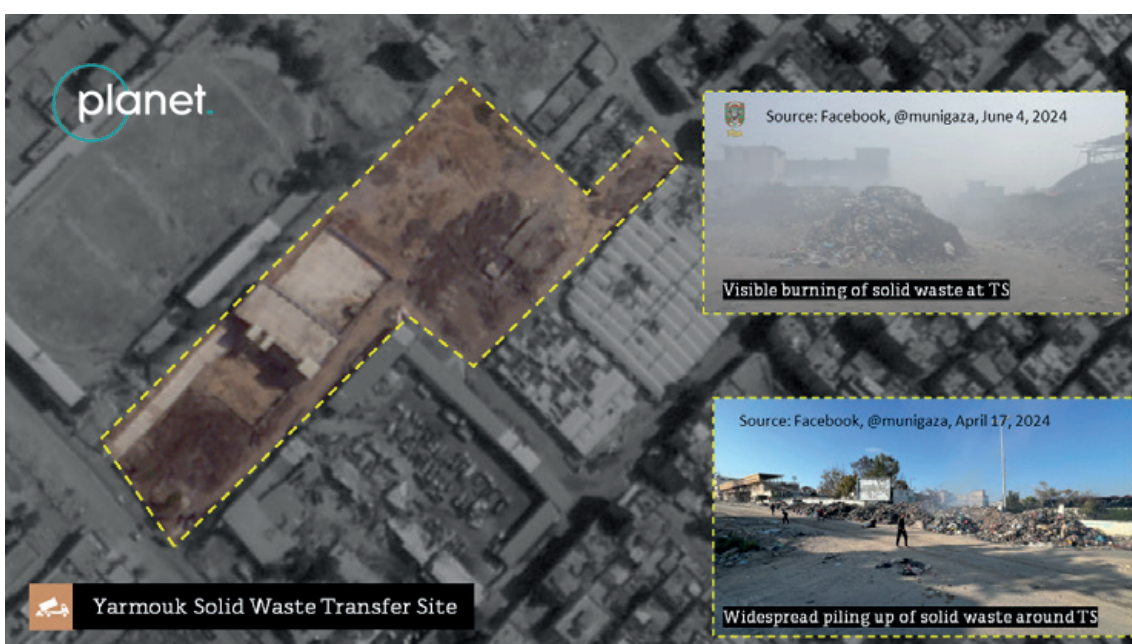 planet.
Source: Facebook, @munigaza, June 4, 2024
Visible burning of solid waste at TS
Source: Facebook, @munigaza, April 17, 2024
Widespread piling up of solid waste around TS
Yarmouk Solid Waste Transfer Site